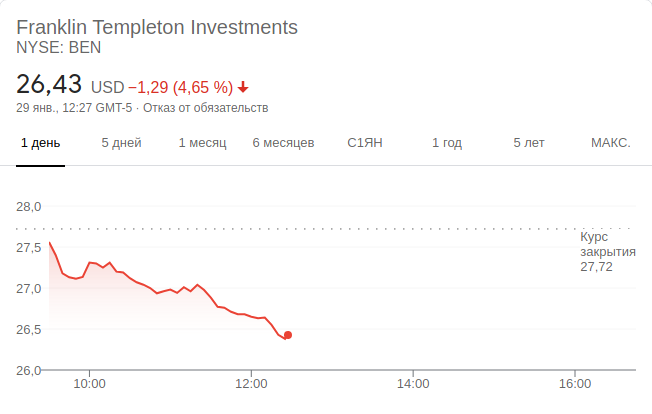 Franklin Templeton Investments
NYSE: BEN
26,43 USD −1,29 (4,65 %)
29 янв., 12:27 GMT-5 · Отказ от обязательств
1 день 5 дней 1 месяц 6 месяцев С1ЯН 1 год 5 лет МАКС.
28,0
Курс
закрытия
27,72
27,5
27,0
26,5
26,0
10:00 12:00 14:00 16:00